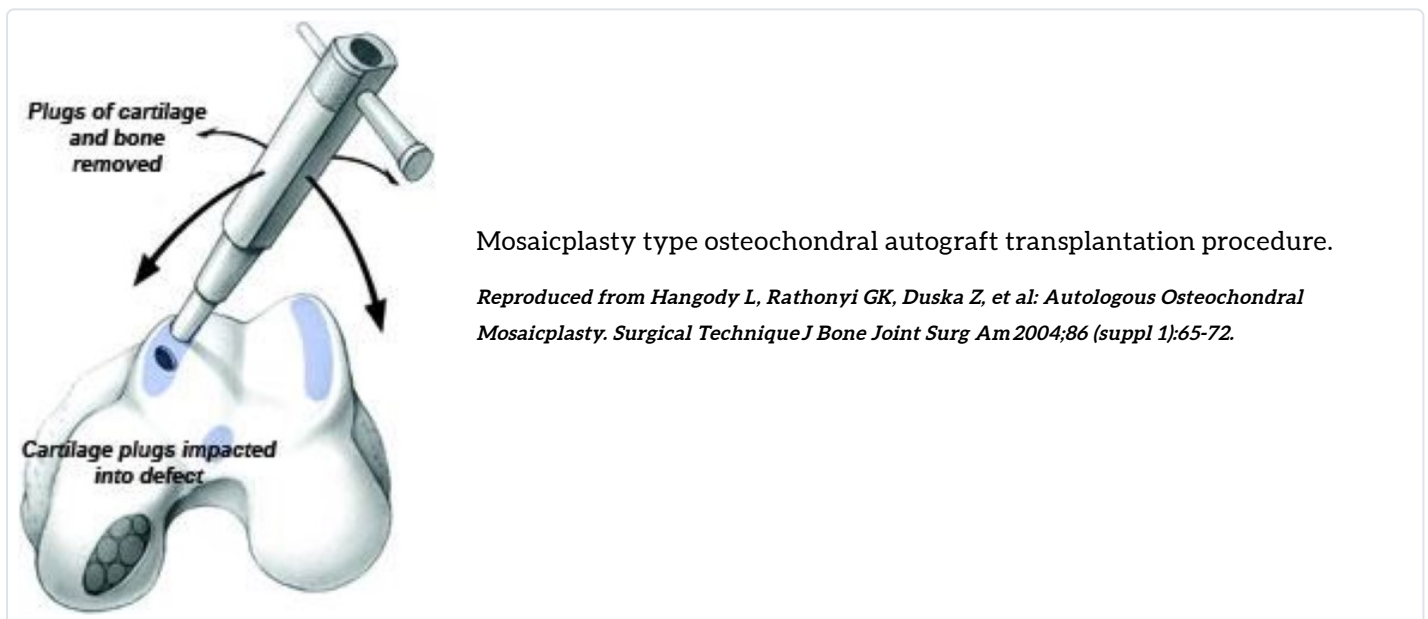 Plugs of cartilage
and bone
removed
Cartilage plugs impacted
into defect
Mosaicplasty type osteochondral autograft transplantation procedure.
Reproduced from Hangody L, Rathonyi GK, Duska Z, et al: Autologous Osteochondral
Mosaicplasty. Surgical Technique J Bone Joint Surg Am 2004;86 (suppl 1):65-72.